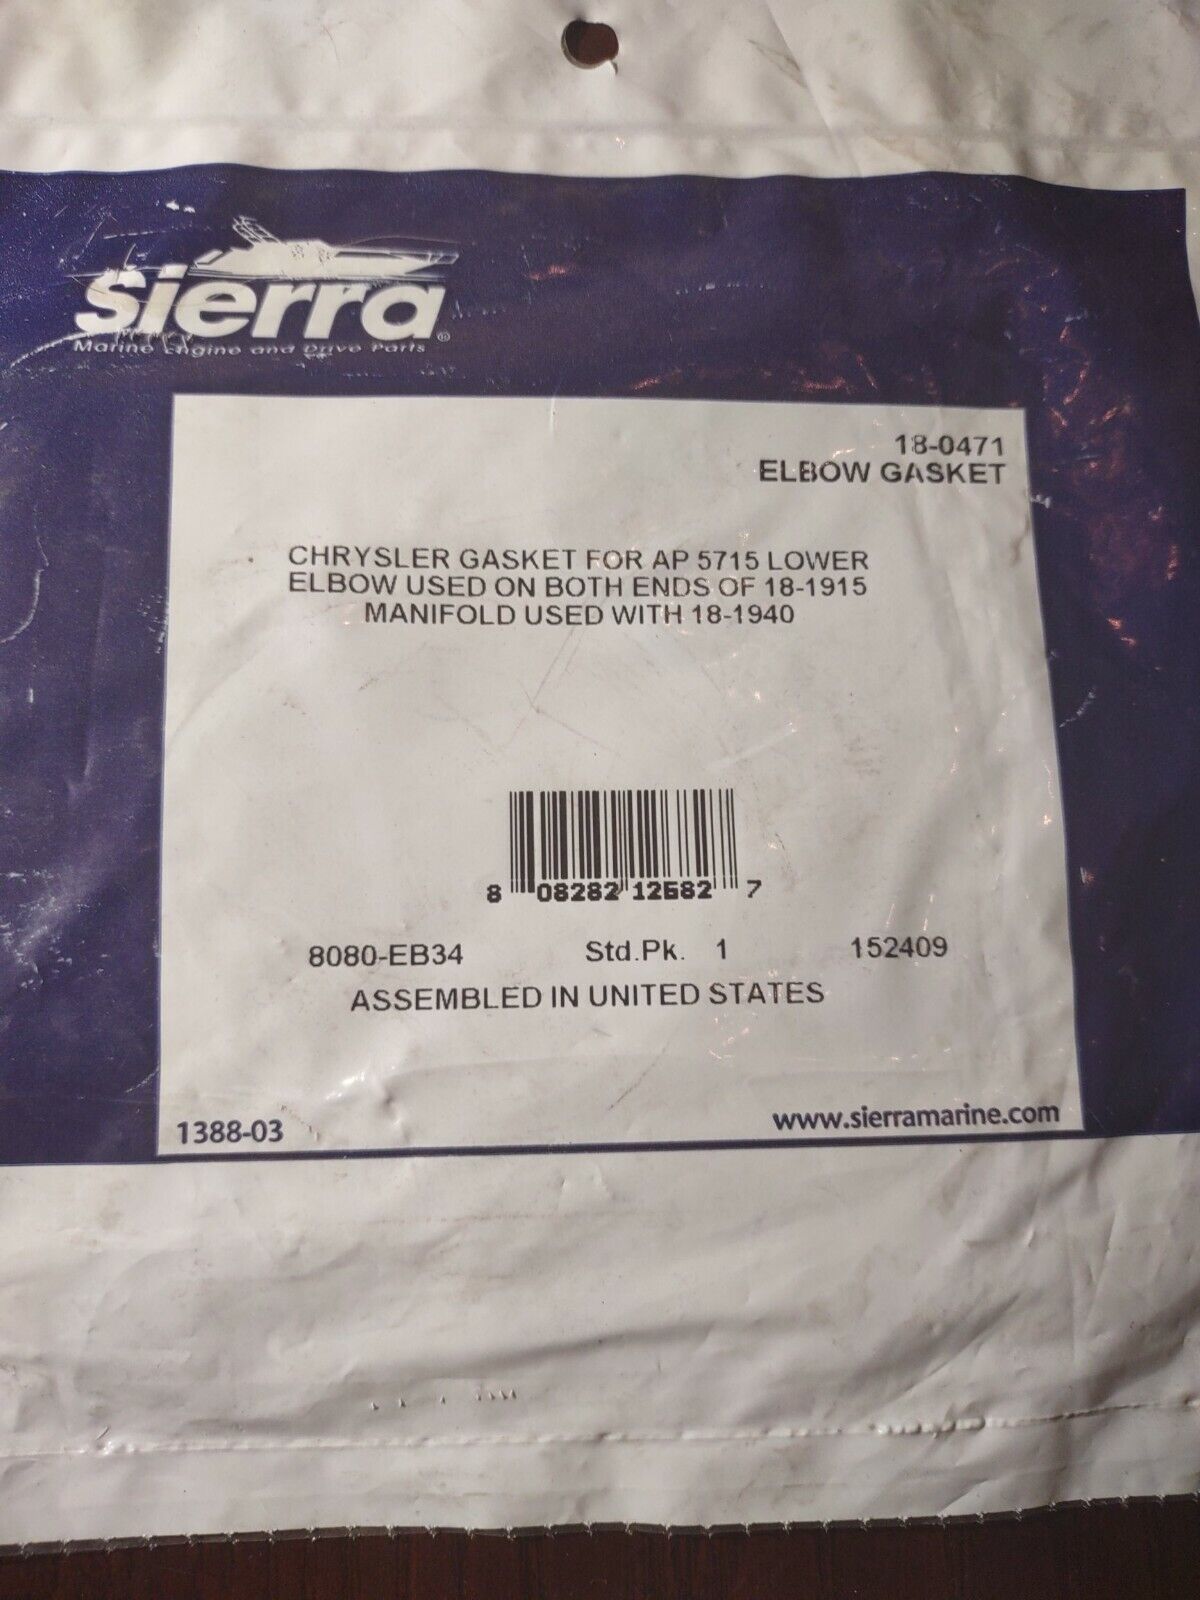 Sierra®
Marine Engine and Drive Parts
18-0471
ELBOW GASKET
CHRYSLER GASKET FOR AP 5715 LOWER
ELBOW USED ON BOTH ENDS OF 18-1915
MANIFOLD USED WITH 18-1940
8 08282 12682 7
8080-EB34 Std.Pk. 1 152409
ASSEMBLED IN UNITED STATES
1388-03 www.sierramarine.com